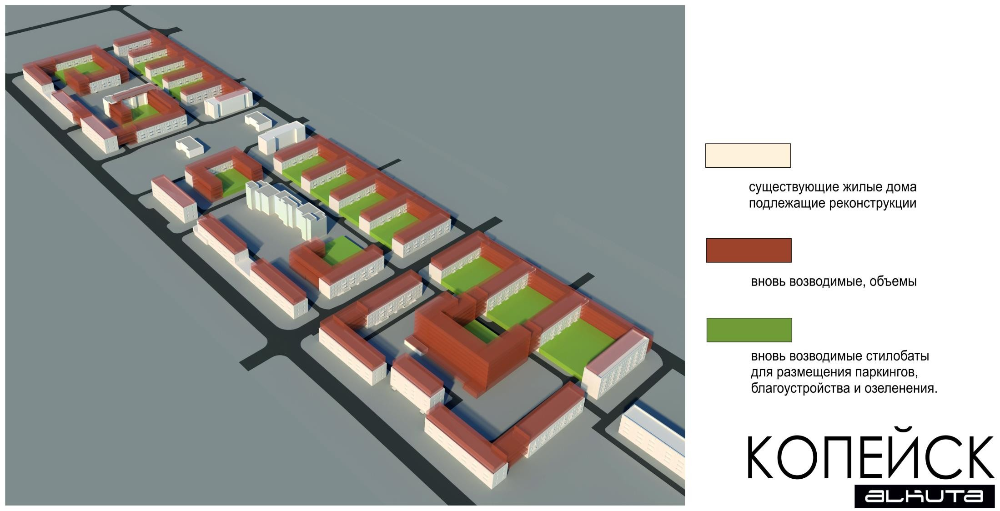 существующие жилые дома
подлежащие реконструкции
вновь возводимые, объемы
вновь возводимые стилобаты
для размещения паркингов,
благоустройства и озеленения.
КОПЕЙСК
ALKUTA